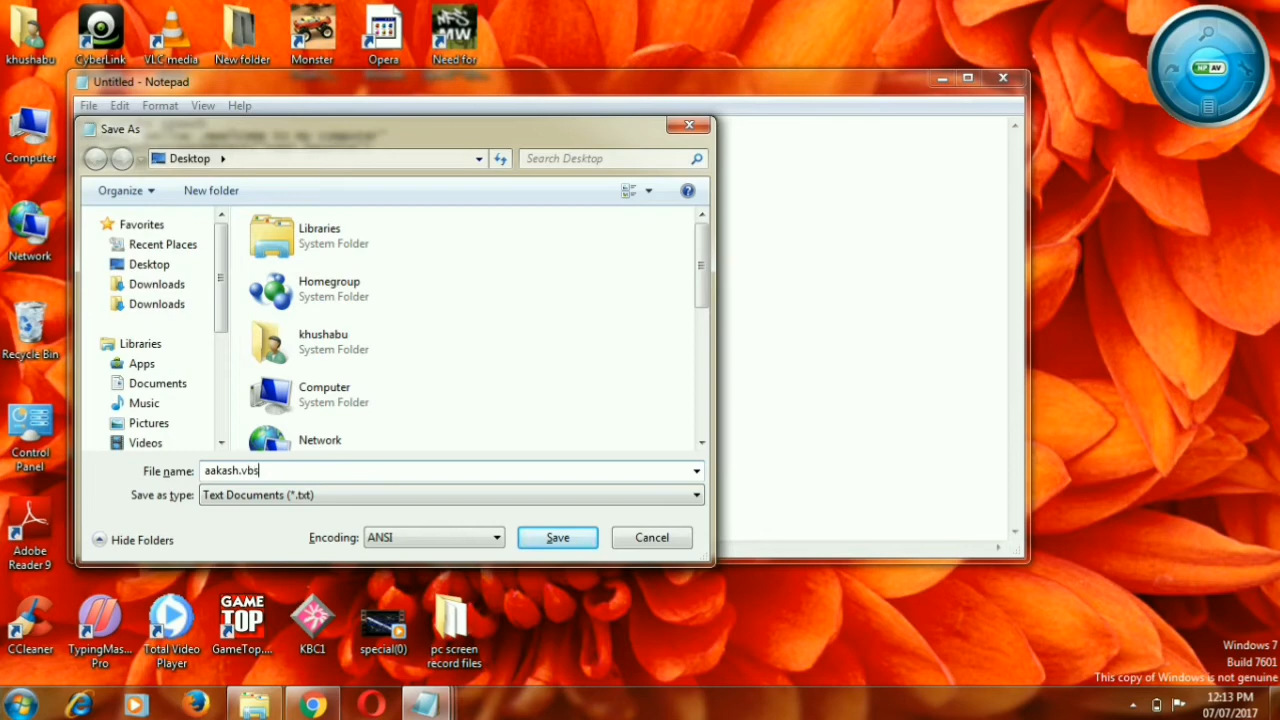 khushabu
CyberLink
VLC media
New folder
Monster
Opera
Need for
NP AV
Untitled - Notepad
File Edit Format View Help
Save As
Desktop
Search Desktop
Organize
New folder
Favorites
Recent Places
Desktop
Downloads
Downloads
Libraries
Apps
Documents
Music
Pictures
Videos
Libraries
System Folder
Homegroup
System Folder
khushabu
System Folder
Computer
System Folder
Network
File name: aakash.vbs
Save as type: Text Documents (*.txt)
Hide Folders
Encoding: ANSI
Save
Cancel
Computer
Network
Recycle Bin
Control
Panel
Adobe
Reader 9
CCleaner
TypingMas...
Pro
Total Video
Player
GAME
TOP
GameTop....
KBC1
special(0)
pc screen
record files
Windows 7
Build 7601
This copy of Windows is not genuine
12:13 PM
07/07/2017